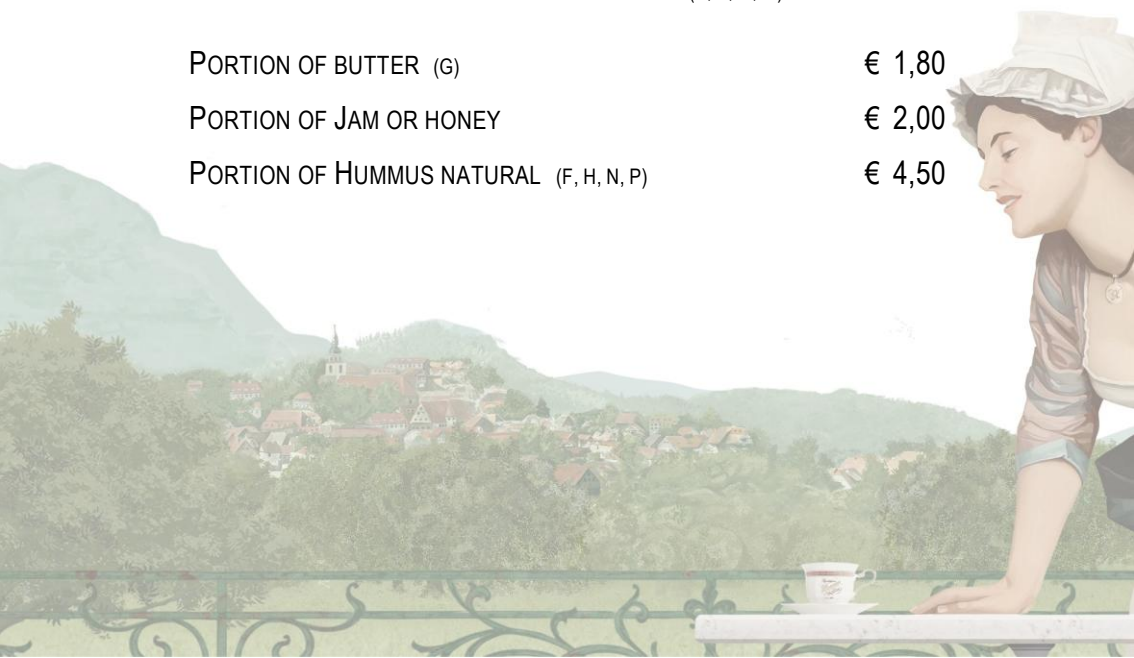 PORTION OF BUTTER (G) € 1,80
PORTION OF JAM OR HONEY € 2,00
PORTION OF HUMMUS NATURAL (F, H, N, P) € 4,50